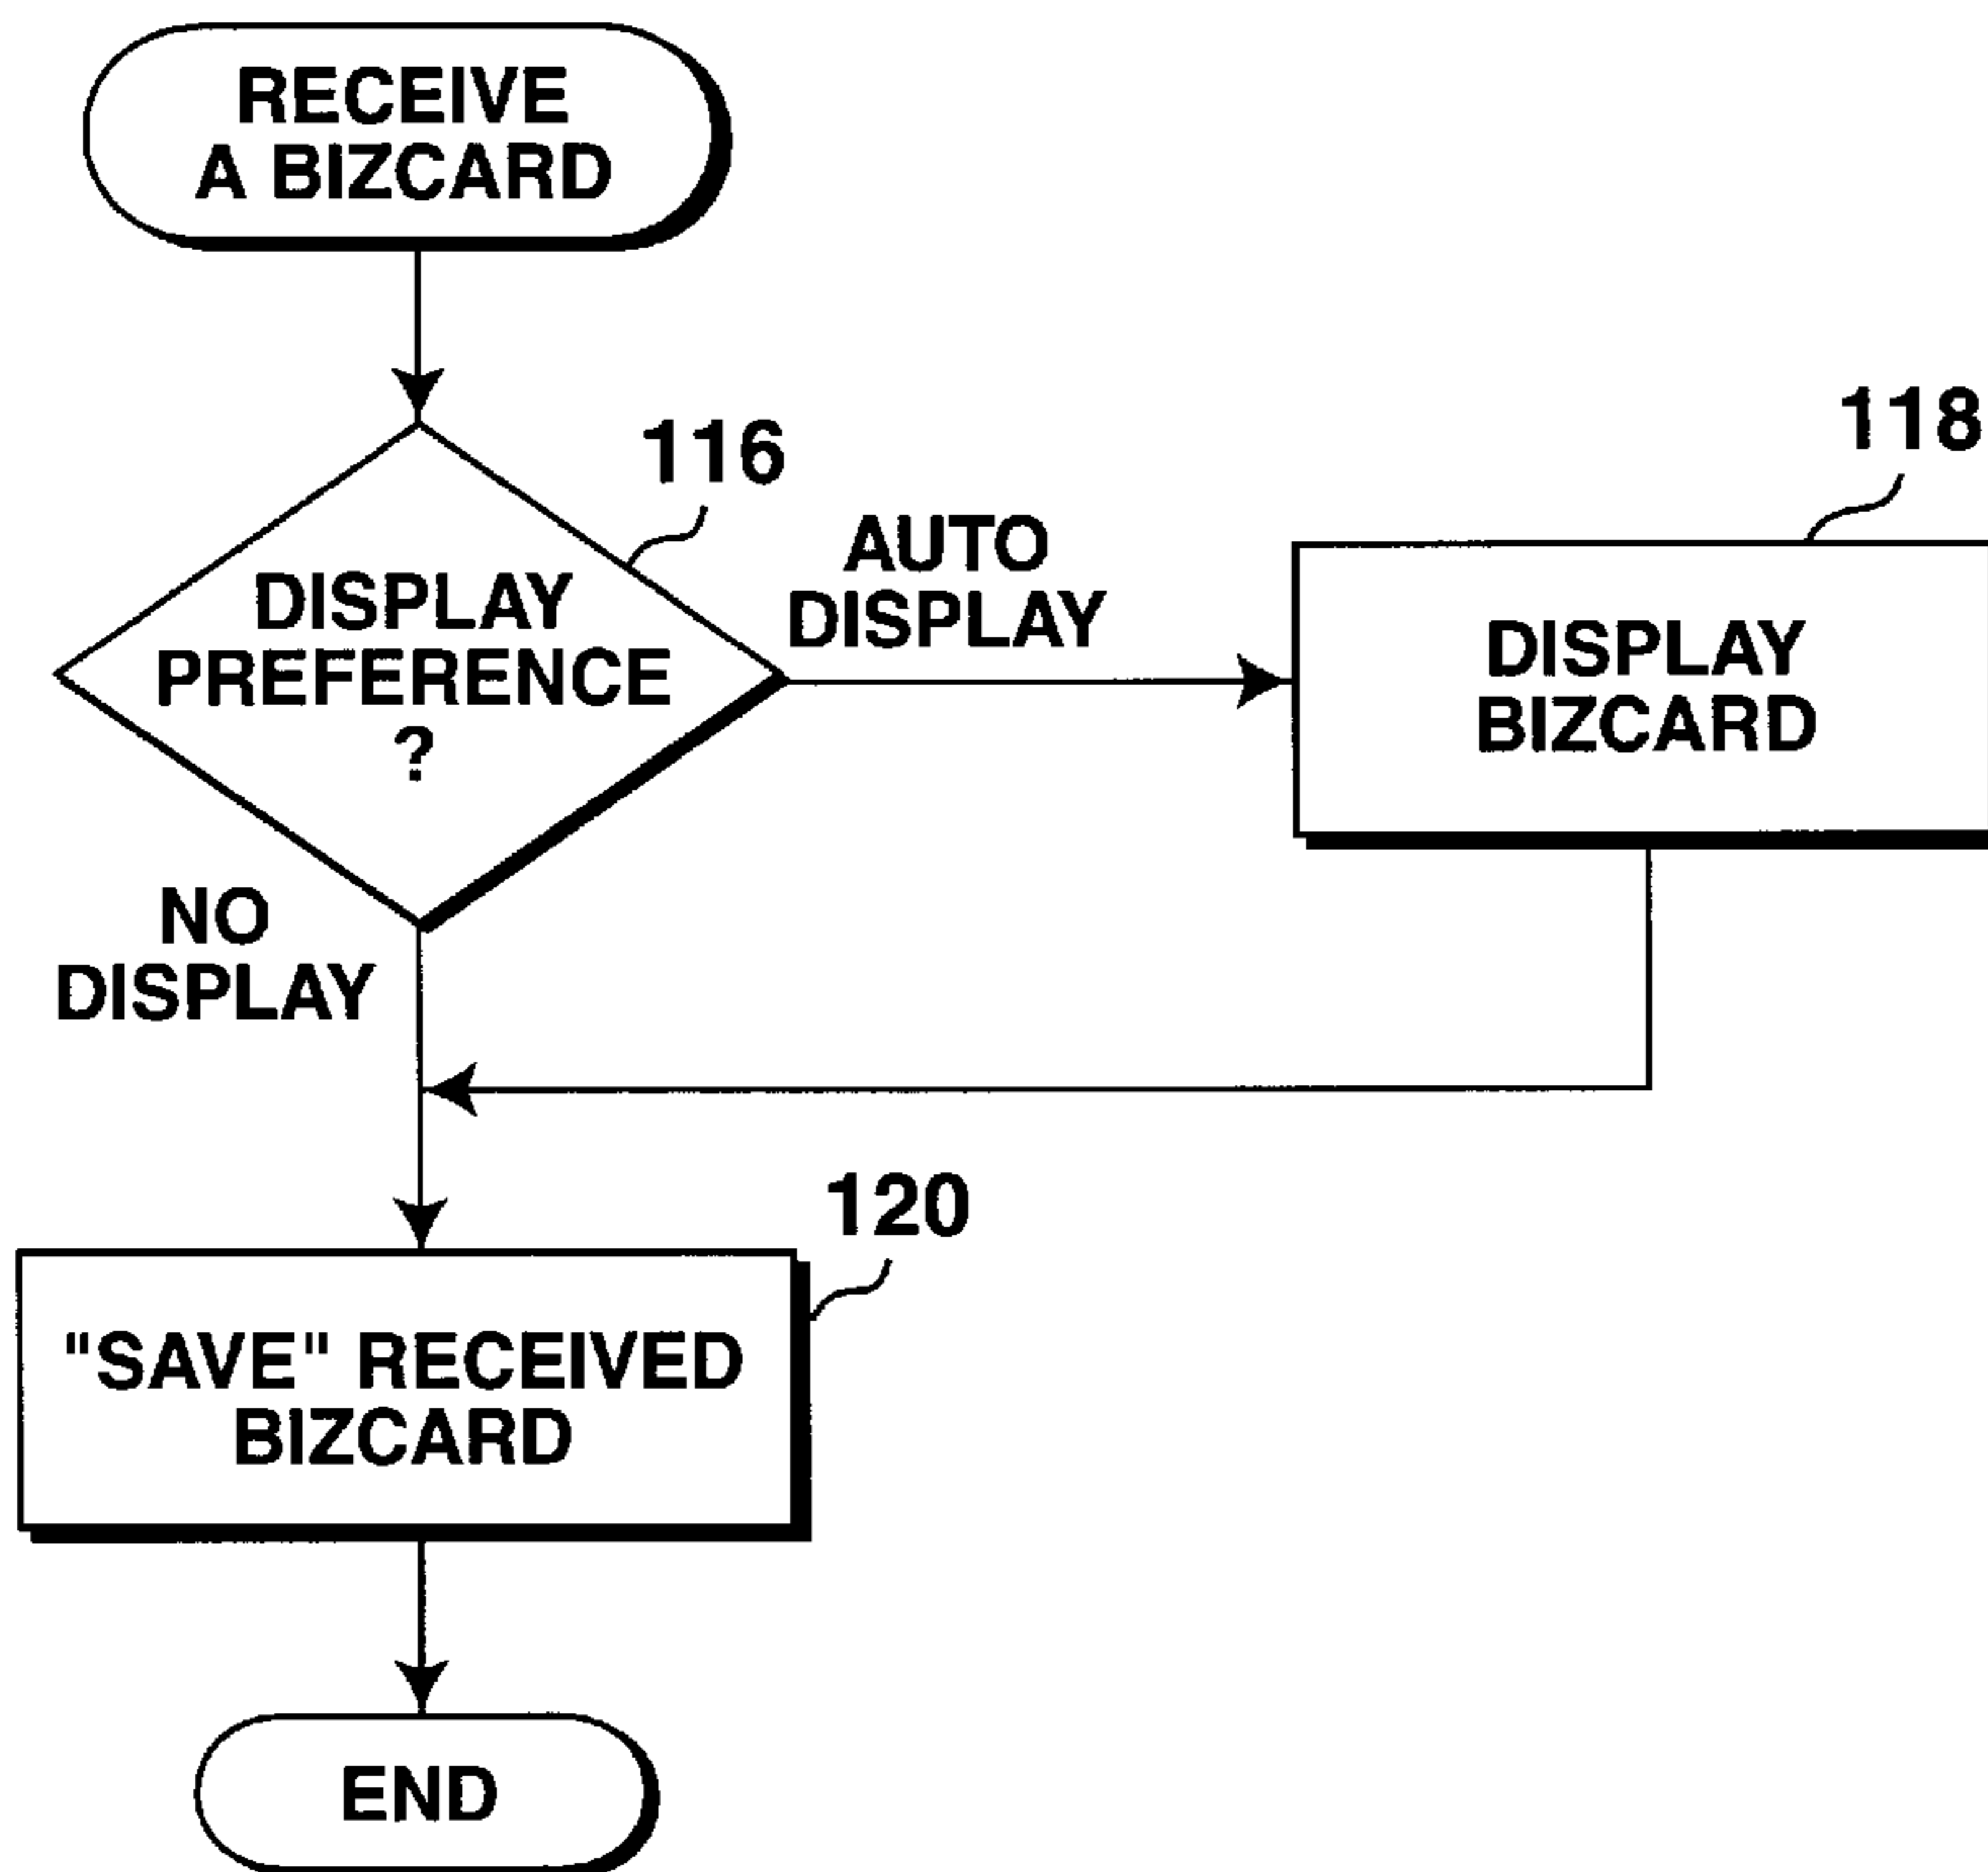 RECEIVE
A BIZCARD
116
118
DISPLAY
PREFERENCE
?
AUTO
DISPLAY
DISPLAY
BIZCARD
NO
DISPLAY
120
"SAVE" RECEIVED
BIZCARD
END